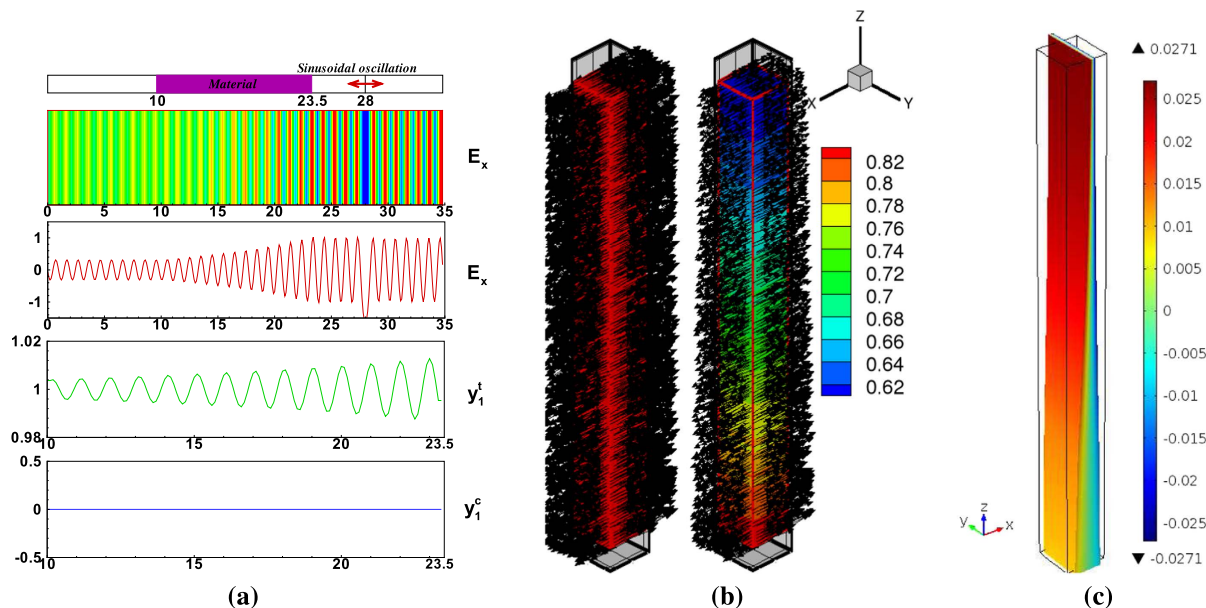 Sinusoidal oscillation
Material
10 23.5 28
E_x
0 5 10 15 20 25 30 35
1
0
-1
E_x
0 5 10 15 20 25 30 35
1.02
1
0.98
y_1^t
10 15 20 23.5
0.5
0
-0.5
y_1^c
10 15 20 23.5
(a)
Z
X Y
0.82
0.8
0.78
0.76
0.74
0.72
0.7
0.68
0.66
0.64
0.62
(b)
▲ 0.0271
0.025
0.02
0.015
0.01
0.005
0
-0.005
-0.01
-0.015
-0.02
-0.025
▼ -0.0271
y z x
(c)